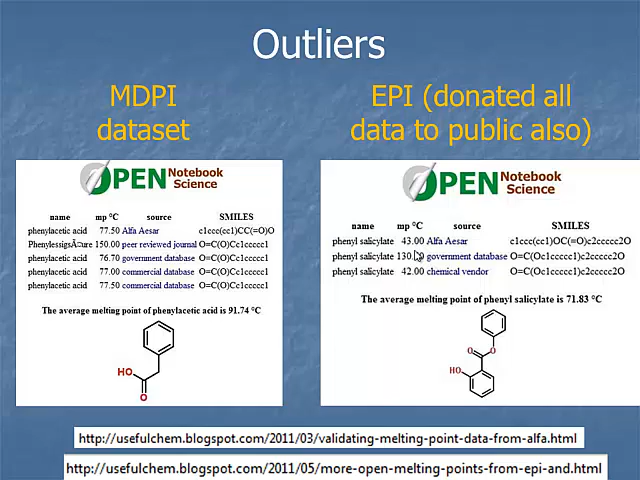 Outliers
MDPI
dataset
EPI (donated all
data to public also)
OPEN Notebook Science
name mp °C source SMILES
phenylacetic acid 77.50 Alfa Aesar c1ccc(cc1)CC(=O)O
Phenylessigsäure 150.00 peer reviewed journal O=C(O)Cc1ccccc1
phenylacetic acid 76.70 government database O=C(O)Cc1ccccc1
phenylacetic acid 77.00 commercial database O=C(O)Cc1ccccc1
phenylacetic acid 77.50 commercial database O=C(O)Cc1ccccc1
The average melting point of phenylacetic acid is 91.74 °C
HO
O
OPEN Notebook Science
name mp °C source SMILES
phenyl salicylate 43.00 Alfa Aesar c1ccc(cc1)OC(=O)c2ccccc2O
phenyl salicylate 130. government database O=C(Oc1ccccc1)c2ccccc2O
phenyl salicylate 42.00 chemical vendor O=C(Oc1ccccc1)c2ccccc2O
The average melting point of phenyl salicylate is 71.83 °C
O
O
HO
http://usefulchem.blogspot.com/2011/03/validating-melting-point-data-from-alfa.html
http://usefulchem.blogspot.com/2011/05/more-open-melting-points-from-epi-and.html